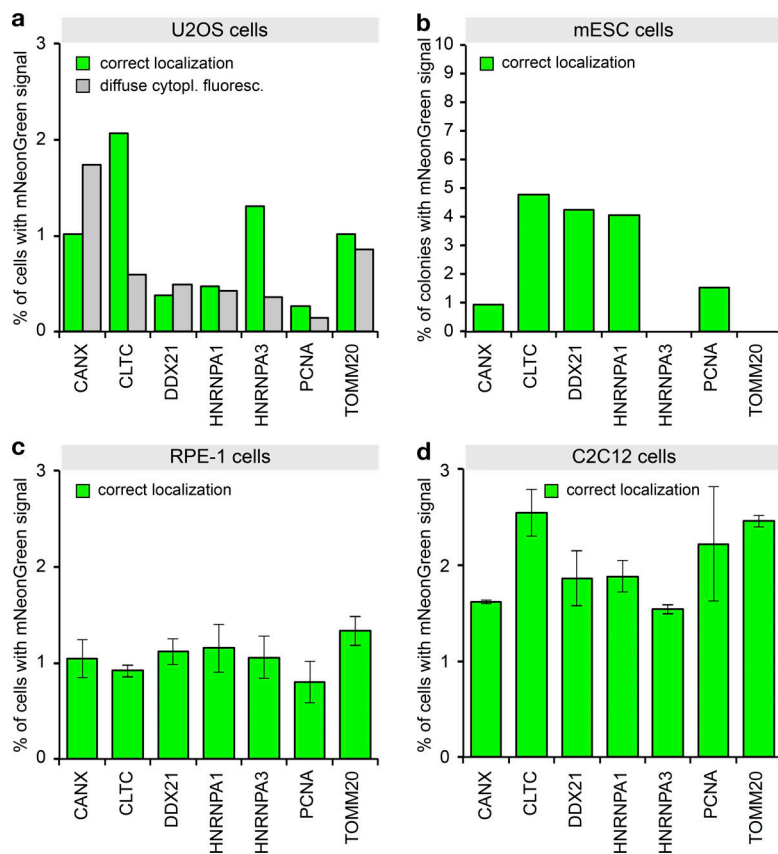 a
U2OS cells
% of cells with mNeonGreen signal
3
2
1
0
correct localization
diffuse cytopl. fluoresc.
CANX
CLTC
DDX21
HNRNPA1
HNRNPA3
PCNA
TOMM20
b
mESC cells
% of colonies with mNeonGreen signal
10
9
8
7
6
5
4
3
2
1
0
correct localization
CANX
CLTC
DDX21
HNRNPA1
HNRNPA3
PCNA
TOMM20
c
RPE-1 cells
% of cells with mNeonGreen signal
3
2
1
0
correct localization
CANX
CLTC
DDX21
HNRNPA1
HNRNPA3
PCNA
TOMM20
d
C2C12 cells
% of cells with mNeonGreen signal
3
2
1
0
correct localization
CANX
CLTC
DDX21
HNRNPA1
HNRNPA3
PCNA
TOMM20